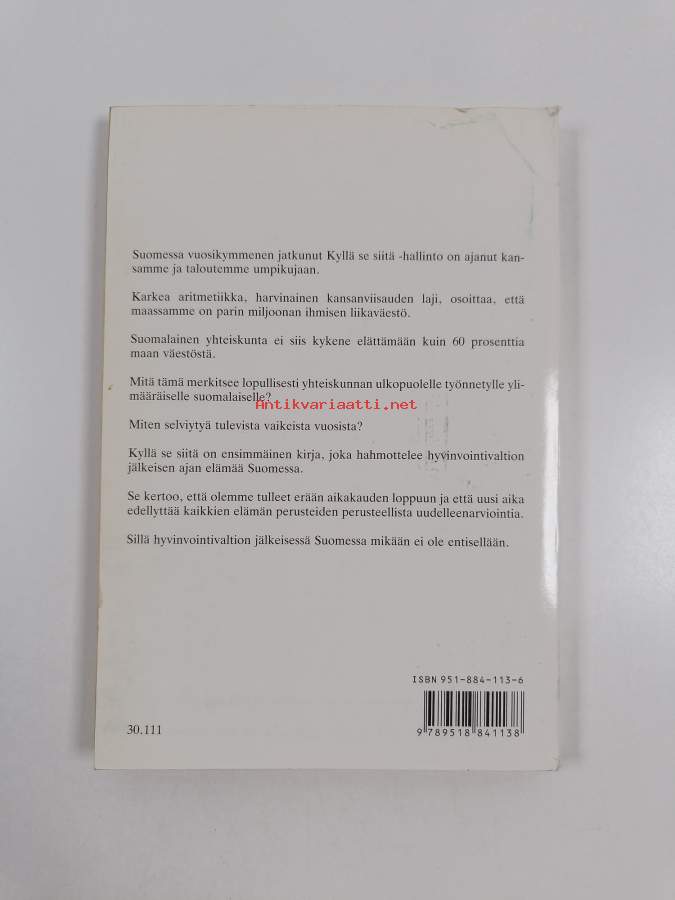 Suomessa vuosikymmenen jatkunut Kyllä se siitä -hallinto on ajanut kan-
samme ja taloutemme umpikujaan.
Karkea aritmetiikka, harvinainen kansanviisauden laji, osoittaa, että
maassamme on parin miljoonan ihmisen liikaväestö.
Suomalainen yhteiskunta ei siis kykene elättämään kuin 60 prosenttia
maan väestöstä.
Mitä tämä merkitsee lopullisesti yhteiskunnan ulkopuolelle työnnetylle yli-
määräiselle suomalaiselle?
Antikvariaatti.net
Miten selviytyä tulevista vaikeista vuosista?
Kyllä se siitä on ensimmäinen kirja, joka hahmottelee hyvinvointivaltion
jälkeisen ajan elämää Suomessa.
Se kertoo, että olemme tulleet erään aikakauden loppuun ja että uusi aika
edellyttää kaikkien elämän perusteiden perusteellista uudelleenarviointia.
Sillä hyvinvointivaltion jälkeisessä Suomessa mikään ei ole entisellään.
ISBN 951-884-113-6
9 789518 841138
30.111